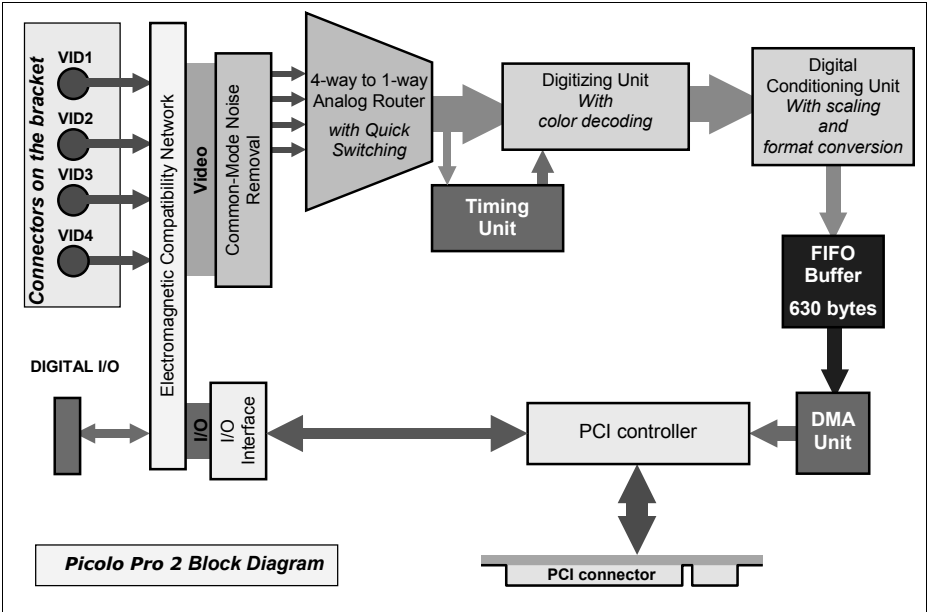 Connectors on the bracket
VID1
VID2
VID3
VID4
Electromagnetic Compatibility Network
Video
Common-Mode Noise
Removal
4-way to 1-way
Analog Router
with Quick
Switching
Digitizing Unit
With
color decoding
Digital
Conditioning Unit
With scaling
and
format conversion
Timing
Unit
FIFO
Buffer
630 bytes
DIGITAL I/O
I/O
I/O
Interface
PCI controller
DMA
Unit
Picolo Pro 2 Block Diagram
PCI connector